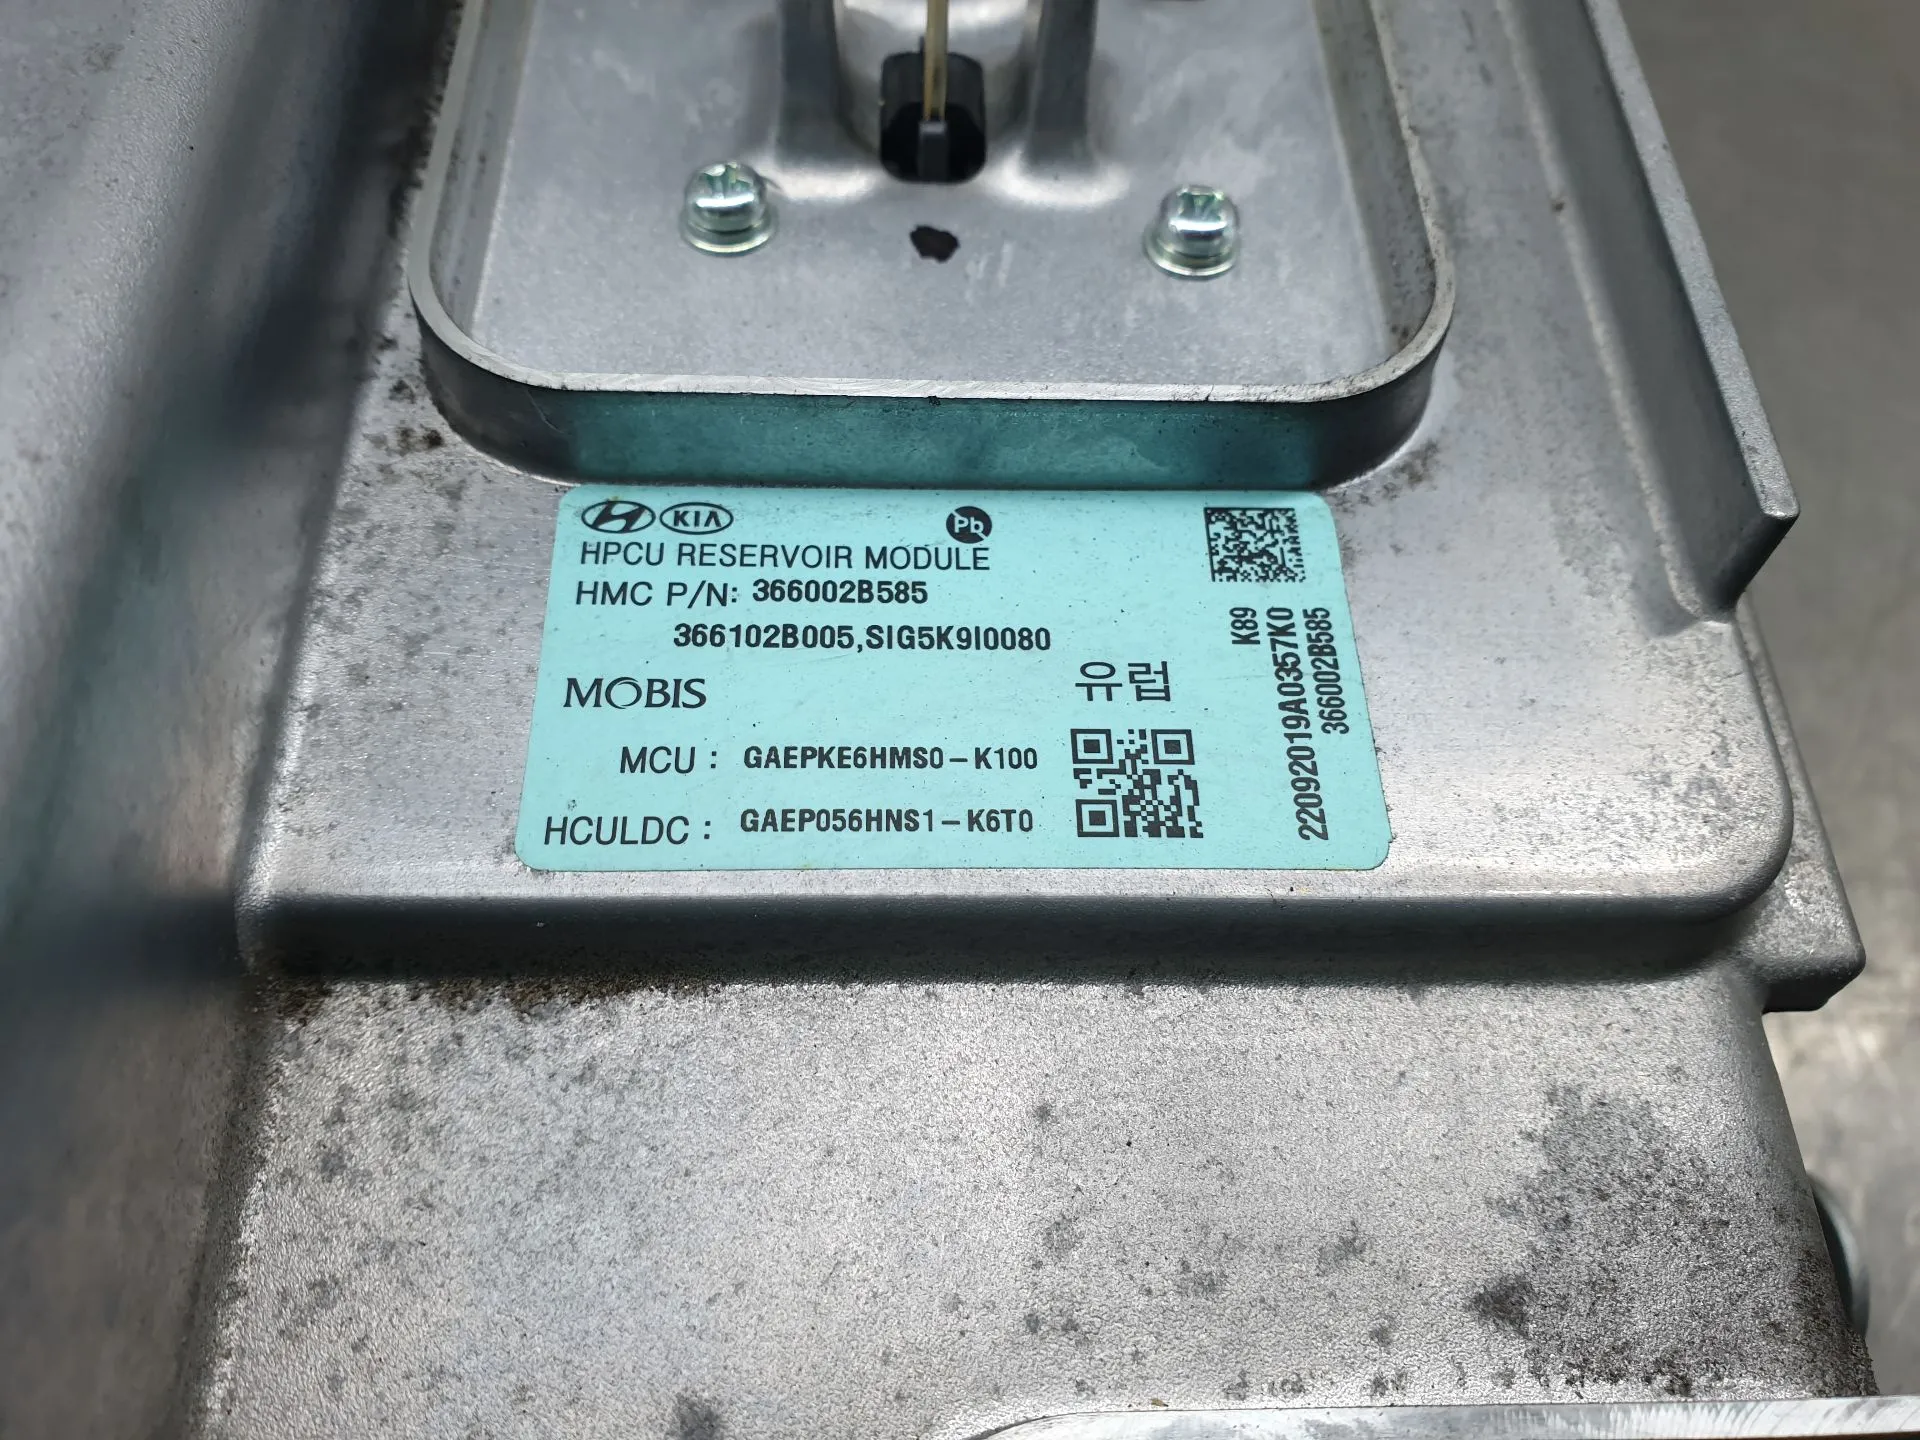 KIA
Pb
HPCU RESERVOIR MODULE
HMC P/N: 366002B585
366102B005,SIG5K9I0080
MOBIS
유럽
MCU : GAEPKE6HMS0-K100
HCULDC : GAEP056HNS1-K6T0
K89
22092019A0357K0
366002B585